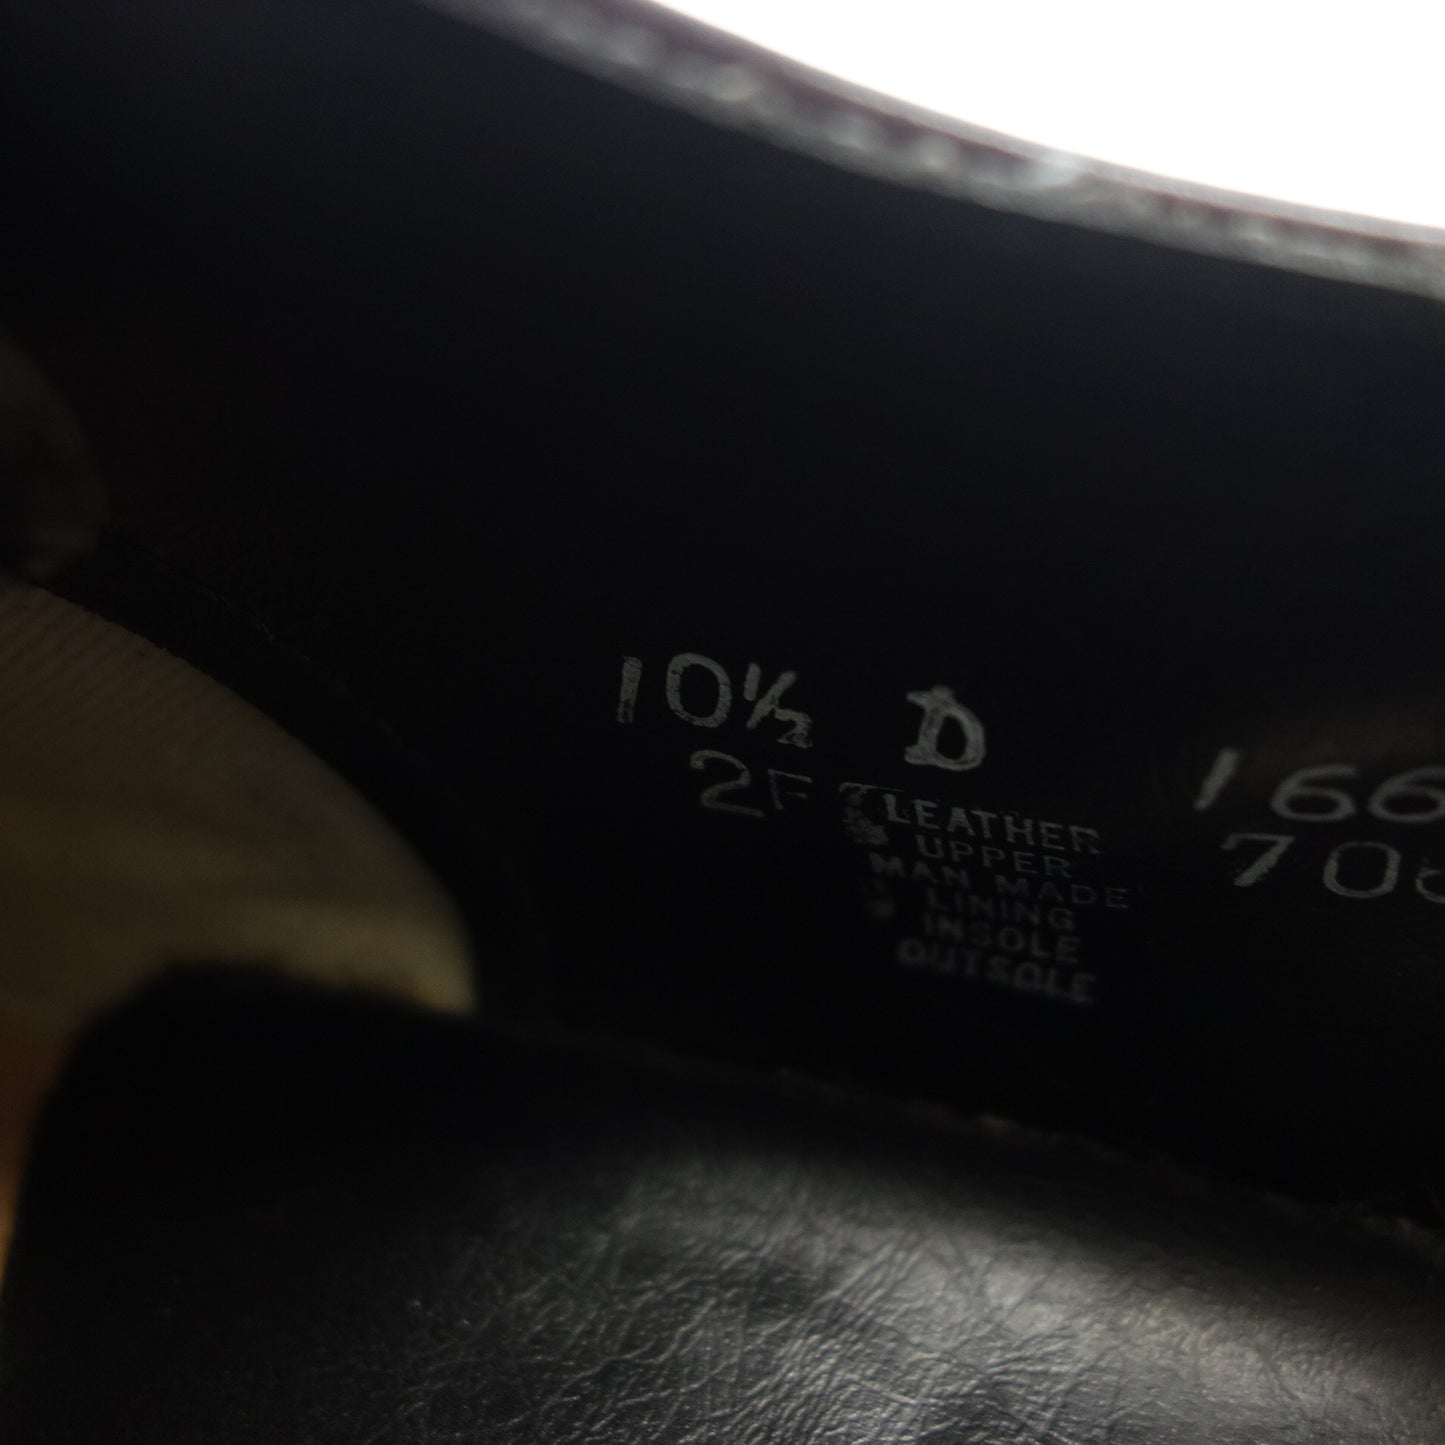 10½ D 166
2F 70
LEATHER
UPPER
MAN MADE
LINING
INSOLE
OUTSOLE